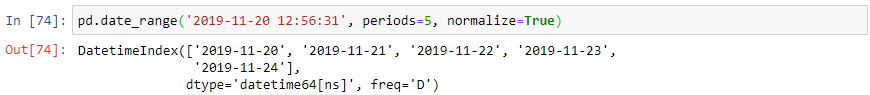 In [74]: pd.date_range('2019-11-20 12:56:31', periods=5, normalize=True)
Out[74]: DatetimeIndex(['2019-11-20', '2019-11-21', '2019-11-22', '2019-11-23',
'2019-11-24'],
dtype='datetime64[ns]', freq='D')